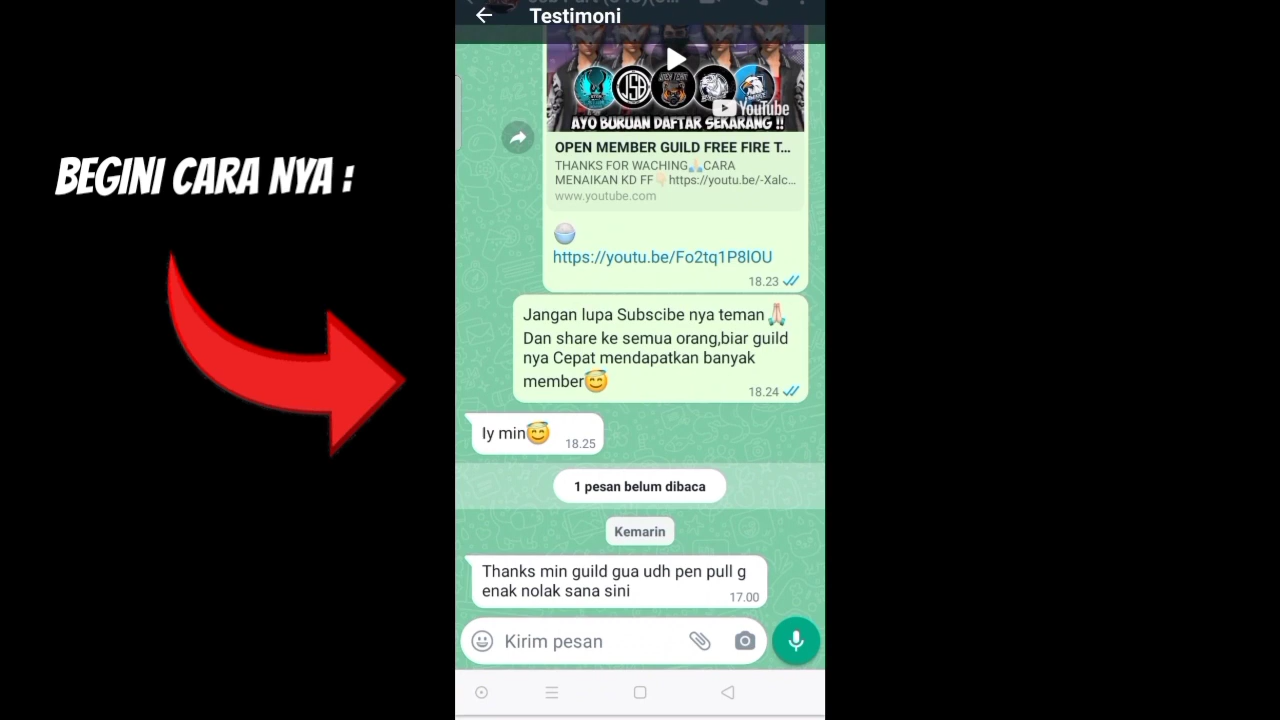 Testimoni
BEGINI CARA NYA :
YouTube
AYO BURUAN DAFTAR SEKARANG !!
OPEN MEMBER GUILD FREE FIRE T...
THANKS FOR WACHING🙏🏻CARA
MENAIKAN KD FF👇🏻https://youtu.be/-Xalc...
www.youtube.com
https://youtu.be/Fo2tq1P8lOU
18.23
Jangan lupa Subscibe nya teman🙏🏻
Dan share ke semua orang,biar guild
nya Cepat mendapatkan banyak
member😇
18.24
Iy min😇
18.25
1 pesan belum dibaca
Kemarin
Thanks min guild gua udh pen pull g
enak nolak sana sini
17.00
Kirim pesan